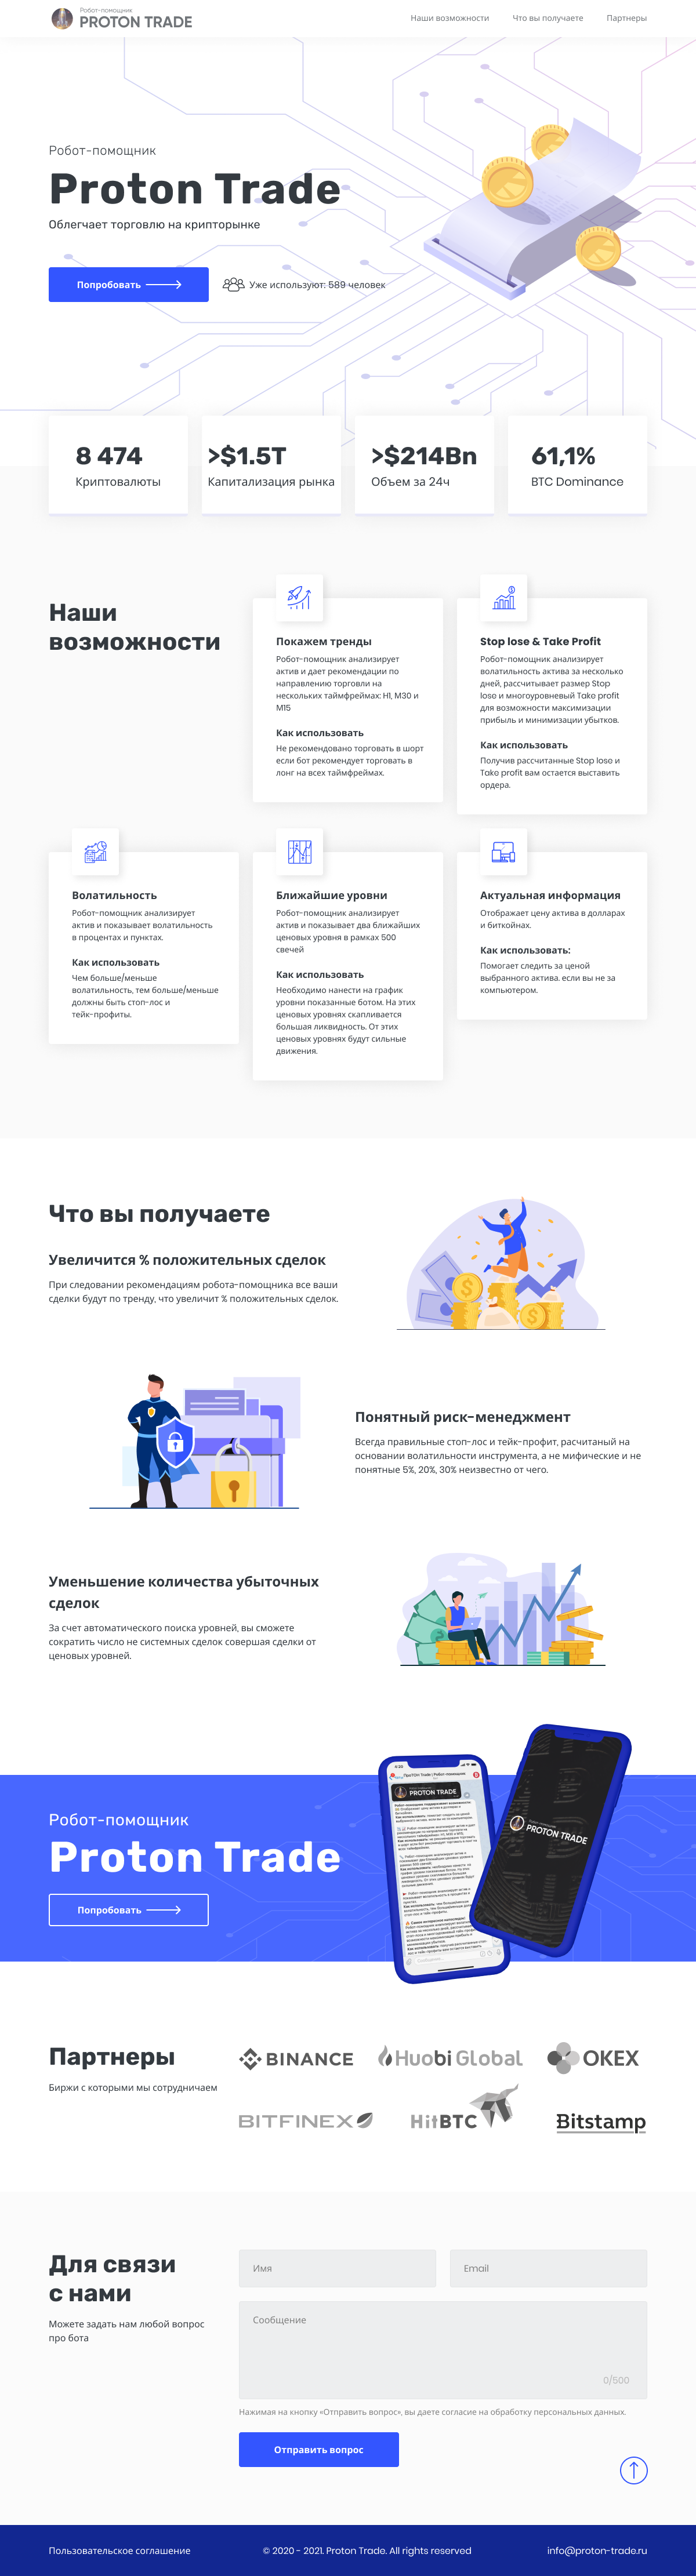 Робот-помощник
PROTON TRADE
Наши возможности
Что вы получаете
Партнеры
Робот-помощник
Proton Trade
Облегчает торговлю на крипторынке
Попробовать
Уже используют: 589 человек
8 474
Криптовалюты
>$1.5T
Капитализация рынка
>$214Bn
Объем за 24ч
61,1%
BTC Dominance
Наши
возможности
Покажем тренды
Робот-помощник анализирует
актив и дает рекомендации по
направлению торговли на
нескольких таймфреймах: H1, M30 и
M15
Как использовать
Не рекомендовано торговать в шорт
если бот рекомендует торговать в
лонг на всех таймфреймах.
Stop lose & Take Profit
Робот-помощник анализирует
волатильность актива за несколько
дней, рассчитывает размер Stop
lose и многоуровневый Take profit
для возможности максимизации
прибыль и минимизации убытков.
Как использовать
Получив рассчитанные Stop loso и
Take profit вам остается выставить
ордера.
Волатильность
Робот-помощник анализирует
актив и показывает волатильность
в процентах и пунктах.
Как использовать
Чем больше/меньше
волатильность, тем больше/меньше
должны быть стоп-лос и
тейк-профиты.
Ближайшие уровни
Робот-помощник анализирует
актив и показывает два ближайших
ценовых уровня в рамках 500
свечей
Как использовать
Необходимо нанести на график
уровни показанные ботом. На этих
ценовых уровнях скапливается
большая ликвидность. От этих
ценовых уровнях будут сильные
движения.
Актуальная информация
Отображает цену актива в долларах
и биткойнах.
Как использовать:
Помогает следить за ценой
выбранного актива. если вы не за
компьютером.
Что вы получаете
Увеличится % положительных сделок
При следовании рекомендациям робота-помощника все ваши
сделки будут по тренду, что увеличит % положительных сделок.
Понятный риск-менеджмент
Всегда правильные стоп-лос и тейк-профит, расчитаный на
основании волатильности инструмента, а не мифические и не
понятные 5%, 20%, 30% неизвестно от чего.
Уменьшение количества убыточных
сделок
За счет автоматического поиска уровней, вы сможете
сократить число не системных сделок совершая сделки от
ценовых уровней.
Робот-помощник
Proton Trade
Попробовать
PROTON TRADE
PROTON TRADE
Партнеры
Биржи с которыми мы сотрудничаем
BINANCE
Huobi Global
OKEX
BITFINEX
HitBTC
Bitstamp
Для связи
с нами
Можете задать нам любой вопрос
про бота
Имя
Email
Сообщение
0/500
Нажимая на кнопку «Отправить вопрос», вы даете согласие на обработку персональных данных.
Отправить вопрос
Пользовательское соглашение
© 2020 - 2021. Proton Trade. All rights reserved
info@proton-trade.ru